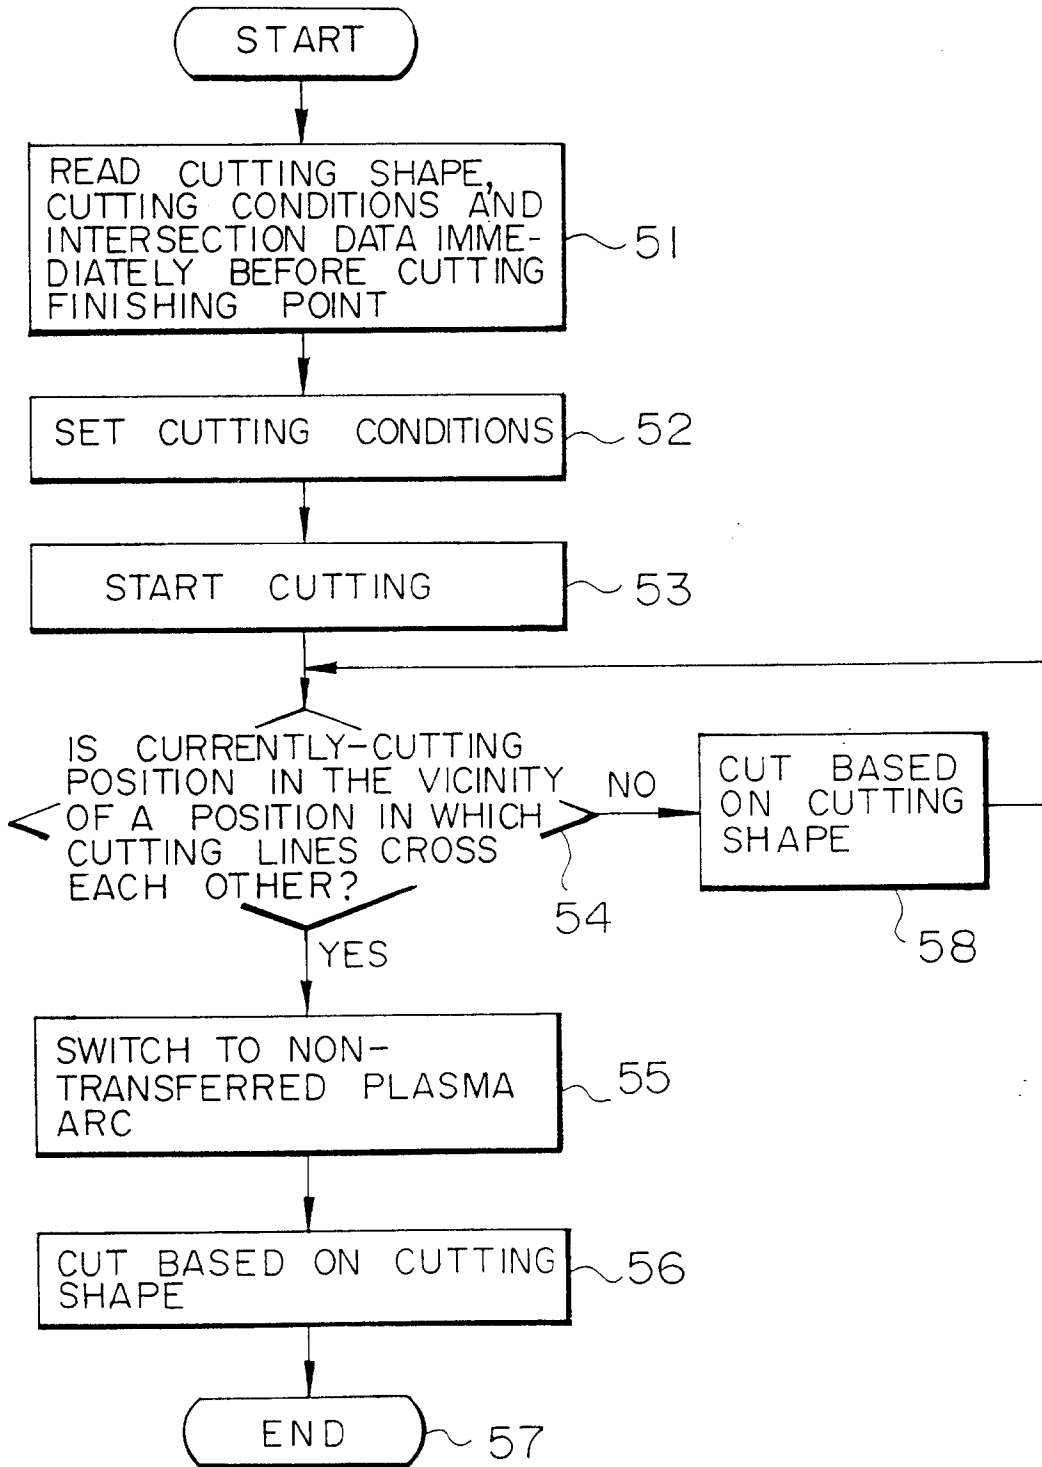 START
READ CUTTING SHAPE,
CUTTING CONDITIONS AND
INTERSECTION DATA IMME-
DIATELY BEFORE CUTTING
FINISHING POINT
51
SET CUTTING CONDITIONS
52
START CUTTING
53
IS CURRENTLY-CUTTING
POSITION IN THE VICINITY
OF A POSITION IN WHICH
CUTTING LINES CROSS
EACH OTHER?
54
NO
CUT BASED
ON CUTTING
SHAPE
58
YES
SWITCH TO NON-
TRANSFERRED PLASMA
ARC
55
CUT BASED ON CUTTING
SHAPE
56
END
57